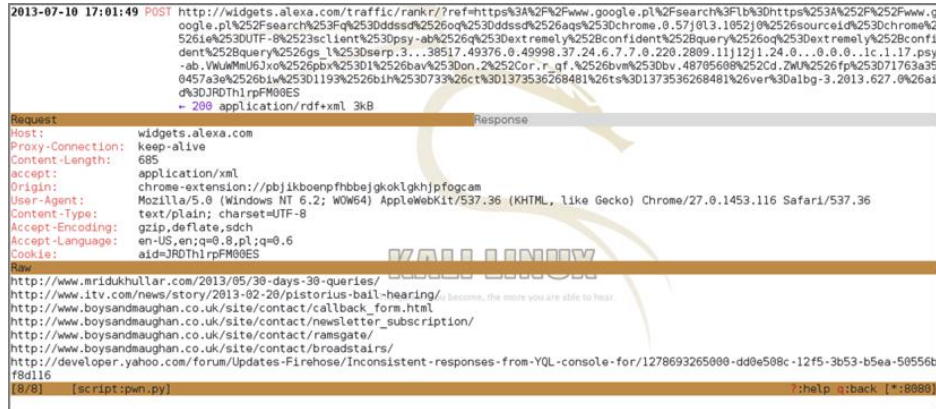 2013-07-10 17:01:49 POST http://widgets.alexa.com/traffic/rankr/?ref=https%3A%2F%2Fwww.google.pl%2Fsearch%3Flb%3Dhttps%253A%252F%252Fwww.g
oogle.pl%252Fsearch%253Fq%253Dddssd%2526oq%253Dddssd%2526aqs%253Dchrome.0.57j0l3.1052j0%2526sourceid%253Dchrome%2
526ie%253DUTF-8%2523sclient%253Dpsy-ab%2526q%253Dextremely%252Bconfident%252Bquery%2526oq%253Dextremely%252Bconfi
dent%252Bquery%2526gs_l%253Dserp.3...38517.49376.0.49998.37.24.6.7.7.0.220.2809.11j12j1.24.0...0.0.0..1c.1.17.psy
-ab.VWuWMmU6Jxo%2526pbx%253D1%2526bav%253Don.2%252Cor.r_qf.%2526bvm%253Dbv.48705608%252Cd.ZWU%2526fp%253D71763a35
0457a3e%2526biw%253D1193%2526bih%253D733%26ct%3D1373536268481%26ts%3D1373536268481%26ver%3Dalbg-3.2013.627.0%26ai
d%3DJRDTh1rpFM00ES
← 200 application/rdf+xml 3kB
Request Response
Host: widgets.alexa.com
Proxy-Connection: keep-alive
Content-Length: 685
accept: application/xml
Origin: chrome-extension://pbjikboenpfhbbejgkoklgkhjpfogcam
User-Agent: Mozilla/5.0 (Windows NT 6.2; WOW64) AppleWebKit/537.36 (KHTML, like Gecko) Chrome/27.0.1453.116 Safari/537.36
Content-Type: text/plain; charset=UTF-8
Accept-Encoding: gzip,deflate,sdch
Accept-Language: en-US,en;q=0.8,pl;q=0.6
Cookie: aid=JRDTh1rpFM00ES
KALI LINUX
Raw
http://www.mridukhullar.com/2013/05/30-days-30-queries/
http://www.itv.com/news/story/2013-02-20/pistorius-bail-hearing/
become, the more you are able to hear.
http://www.boysandmaughan.co.uk/site/contact/callback_form.html
http://www.boysandmaughan.co.uk/site/contact/newsletter_subscription/
http://www.boysandmaughan.co.uk/site/contact/ramsgate/
http://www.boysandmaughan.co.uk/site/contact/broadstairs/
http://developer.yahoo.com/forum/Updates-Firehose/Inconsistent-responses-from-YQL-console-for/1278693265000-dd0e508c-12f5-3b53-b5ea-50556b
f8d116
[8/8] [script:pwn.py] ?:help q:back [*:8080]